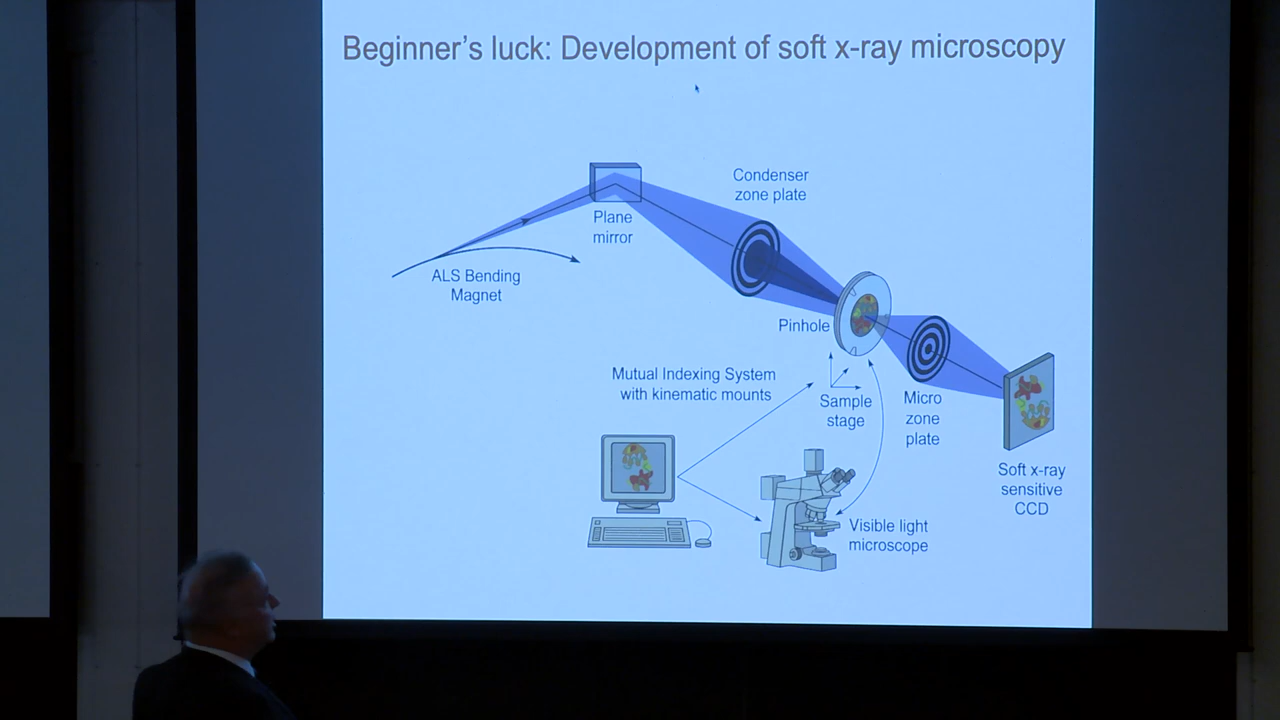 Beginner's luck: Development of soft x-ray microscopy
Condenser
zone plate
Plane
mirror
ALS Bending
Magnet
Pinhole
Mutual Indexing System
with kinematic mounts
Sample
stage
Micro
zone
plate
Soft x-ray
sensitive
CCD
Visible light
microscope